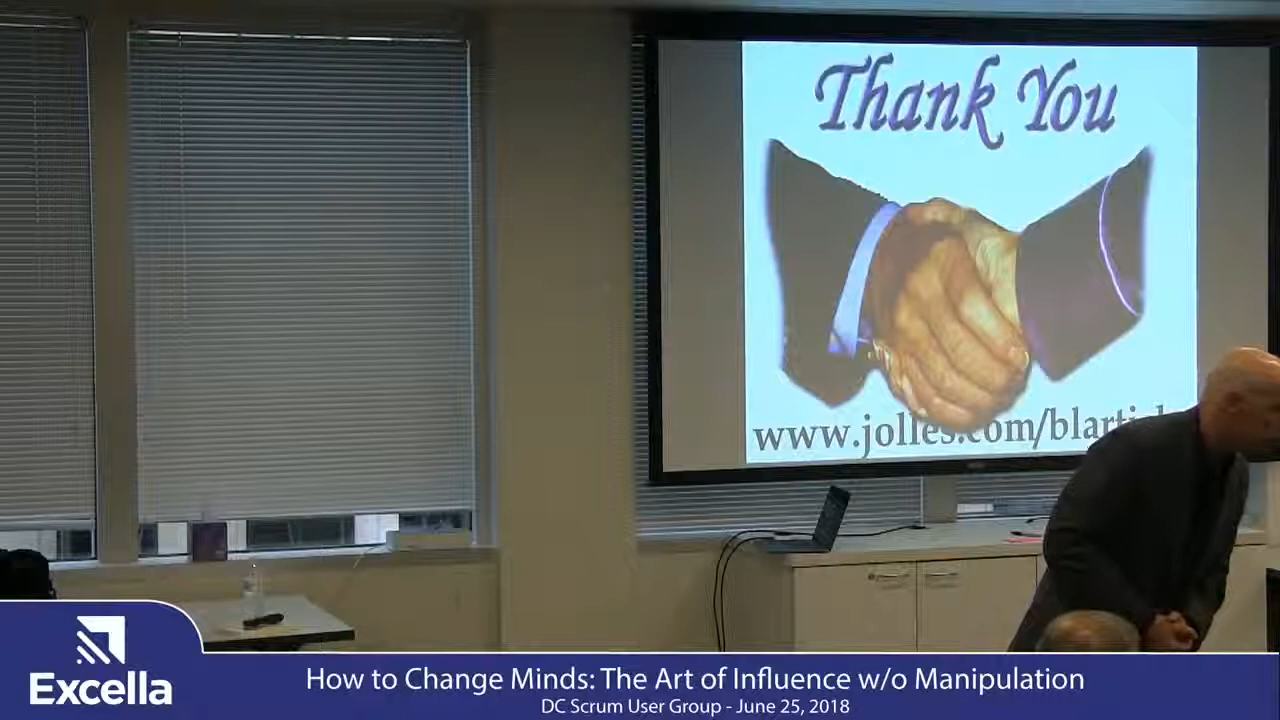 Thank You
www.jolles.com/blarticl
Excella
How to Change Minds: The Art of Influence w/o Manipulation
DC Scrum User Group - June 25, 2018